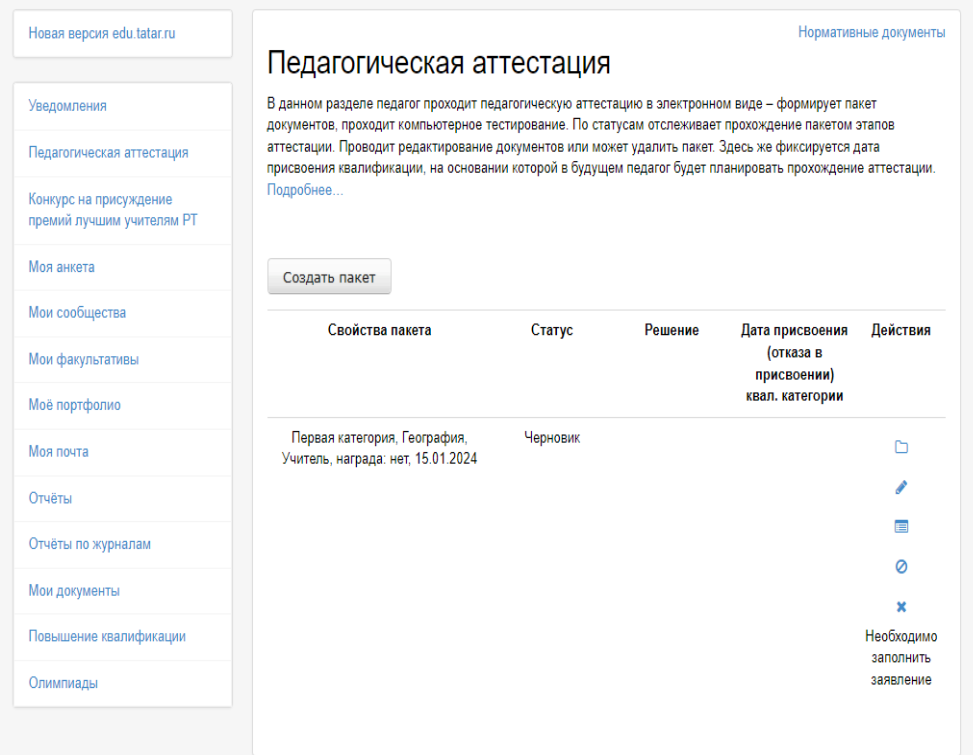 Новая версия edu.tatar.ru
Уведомления
Педагогическая аттестация
Конкурс на присуждение
премий лучшим учителям РТ
Моя анкета
Мои сообщества
Мои факультативы
Моё портфолио
Моя почта
Отчёты
Отчёты по журналам
Мои документы
Повышение квалификации
Олимпиады
Нормативные документы
Педагогическая аттестация
В данном разделе педагог проходит педагогическую аттестацию в электронном виде – формирует пакет
документов, проходит компьютерное тестирование. По статусам отслеживает прохождение пакетом этапов
аттестации. Проводит редактирование документов или может удалить пакет. Здесь же фиксируется дата
присвоения квалификации, на основании которой в будущем педагог будет планировать прохождение аттестации.
Подробнее...
Создать пакет
Свойства пакета
Статус
Решение
Дата присвоения
(отказа в
присвоении)
квал. категории
Действия
Первая категория, География,
Учитель, награда: нет, 15.01.2024
Черновик
Необходимо
заполнить
заявление